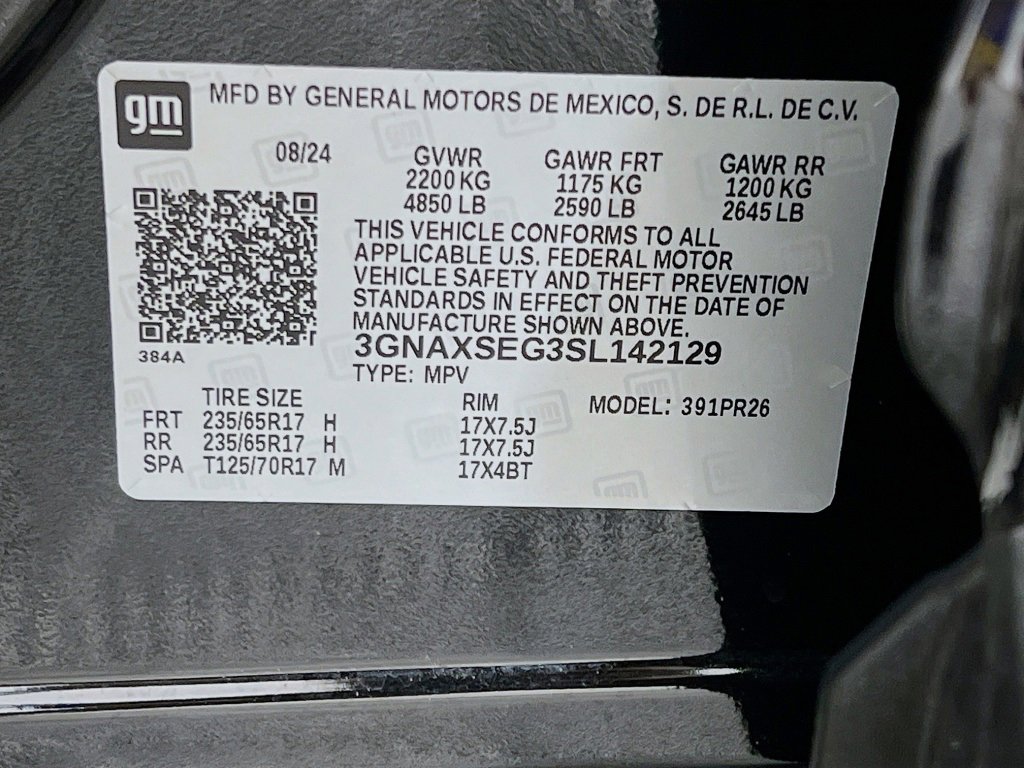 gm
MFD BY GENERAL MOTORS DE MEXICO, S. DE R.L. DE C.V.
08/24 GVWR GAWR FRT GAWR RR
2200 KG 1175 KG 1200 KG
4850 LB 2590 LB 2645 LB
THIS VEHICLE CONFORMS TO ALL
APPLICABLE U.S. FEDERAL MOTOR
VEHICLE SAFETY AND THEFT PREVENTION
STANDARDS IN EFFECT ON THE DATE OF
MANUFACTURE SHOWN ABOVE.
384A
3GNAXSEG3SL142129
TYPE: MPV
TIRE SIZE RIM MODEL: 391PR26
FRT 235/65R17 H 17X7.5J
RR 235/65R17 H 17X7.5J
SPA T125/70R17 M 17X4BT